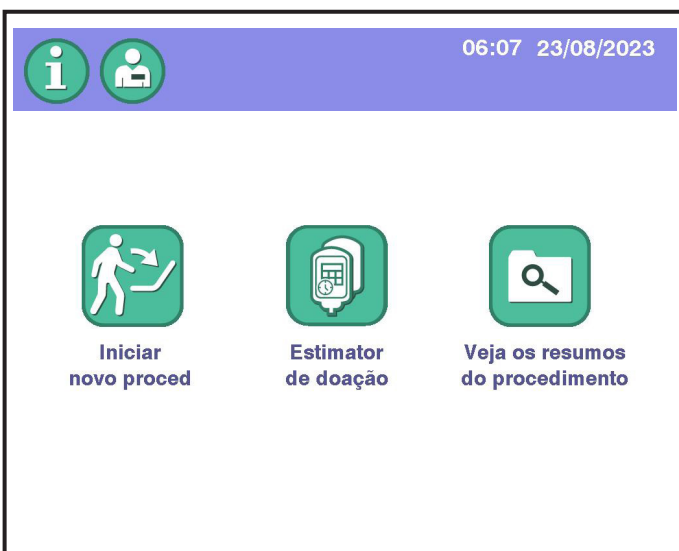 06:07 23/08/2023
Iniciar
novo proced
Estimator
de doação
Veja os resumos
do procedimento